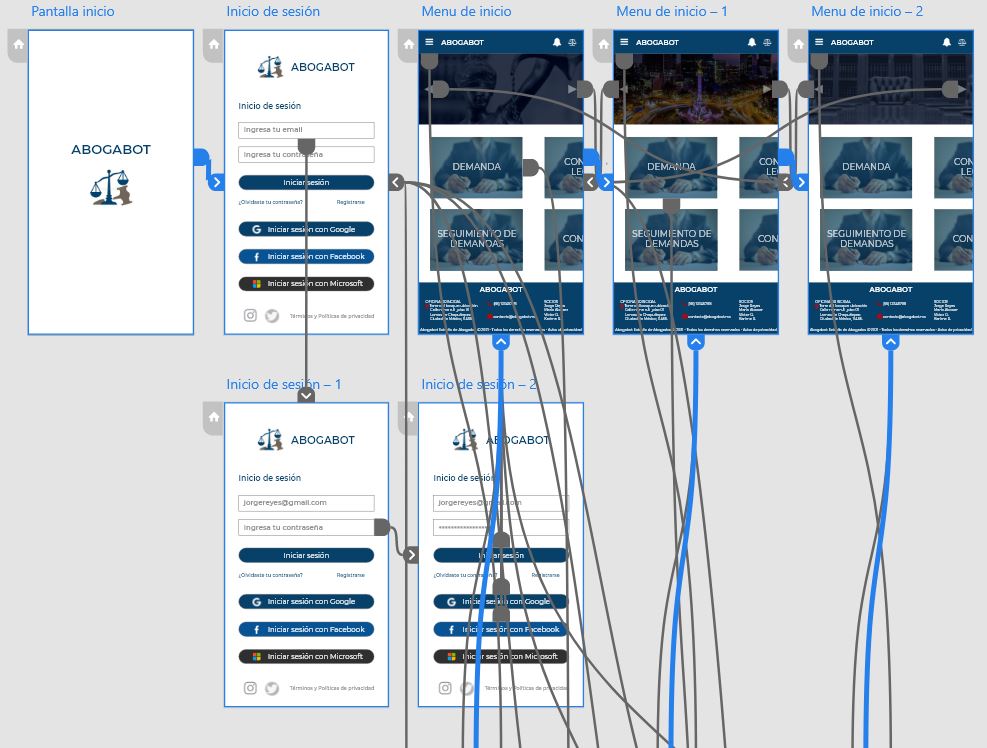 Pantalla inicio
Inicio de sesión
Menu de inicio
Menu de inicio – 1
Menu de inicio – 2
ABOGABOT
ABOGABOT
Inicio de sesión
Ingresa tu email
Ingresa tu contraseña
Iniciar sesión
¿Olvidaste tu contraseña?
Registrarse
Iniciar sesión con Google
Iniciar sesión con Facebook
Iniciar sesión con Microsoft
Términos y Políticas de privacidad
ABOGABOT
DEMANDA
CON
LEG
SEGUIMIENTO DE
DEMANDAS
CON
ABOGABOT
ABOGABOT
DEMANDA
CON
LE
SEGUIMIENTO DE
DEMANDAS
CON
ABOGABOT
ABOGABOT
DEMANDA
CON
LE
SEGUIMIENTO DE
DEMANDAS
CON
ABOGABOT
Inicio de sesión – 1
Inicio de sesión – 2
ABOGABOT
Inicio de sesión
jorgereyes@gmail.com
Ingresa tu contraseña
Iniciar sesión
¿Olvidaste tu contraseña?
Registrarse
Iniciar sesión con Google
Iniciar sesión con Facebook
Iniciar sesión con Microsoft
Términos y Políticas de privacidad
ABOGABOT
Inicio de sesión
jorgereyes@gmail.com
Iniciar sesión
¿Olvidaste tu contraseña?
Registrarse
Iniciar sesión con Google
Iniciar sesión con Facebook
Iniciar sesión con Microsoft
Términos y Políticas de privacidad